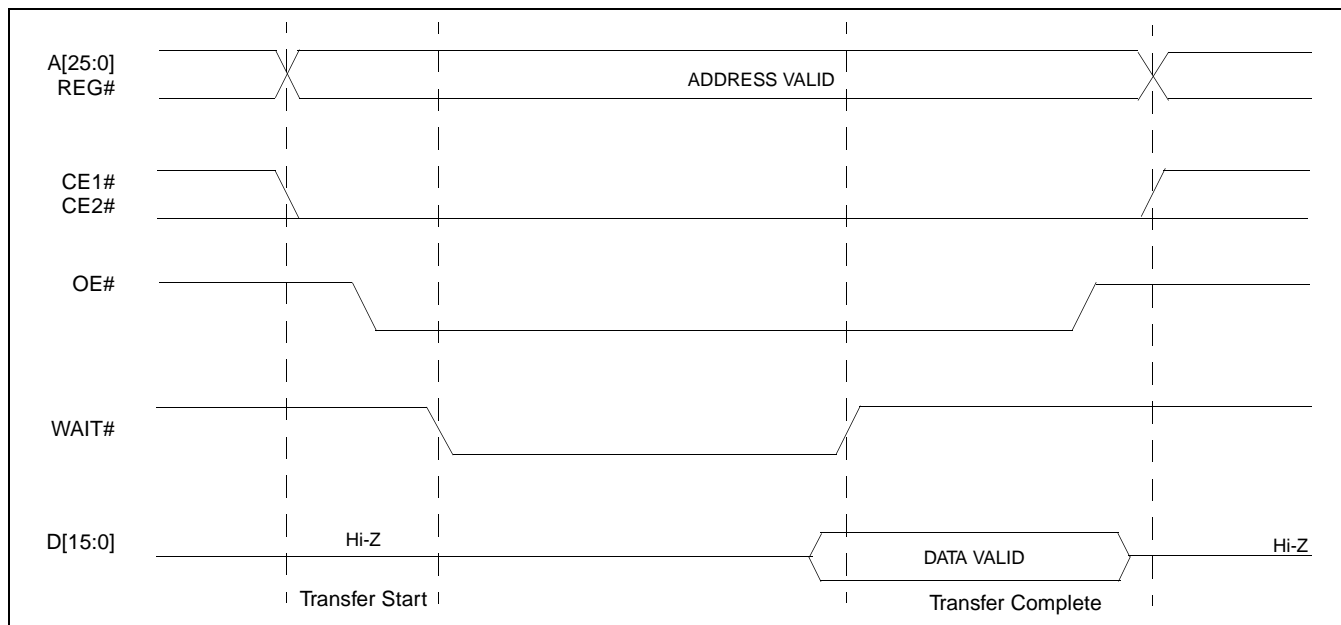 A[25:0]
REG#
ADDRESS VALID
CE1#
CE2#
OE#
WAIT#
D[15:0]
Hi-Z
DATA VALID
Hi-Z
Transfer Start
Transfer Complete